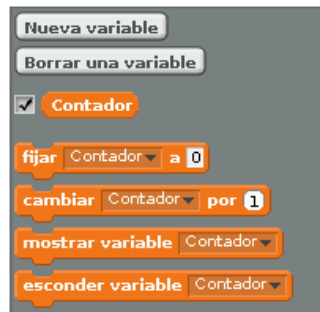 Nueva variable
Borrar una variable
Contador
fijar Contador a 0
cambiar Contador por 1
mostrar variable Contador
esconder variable Contador